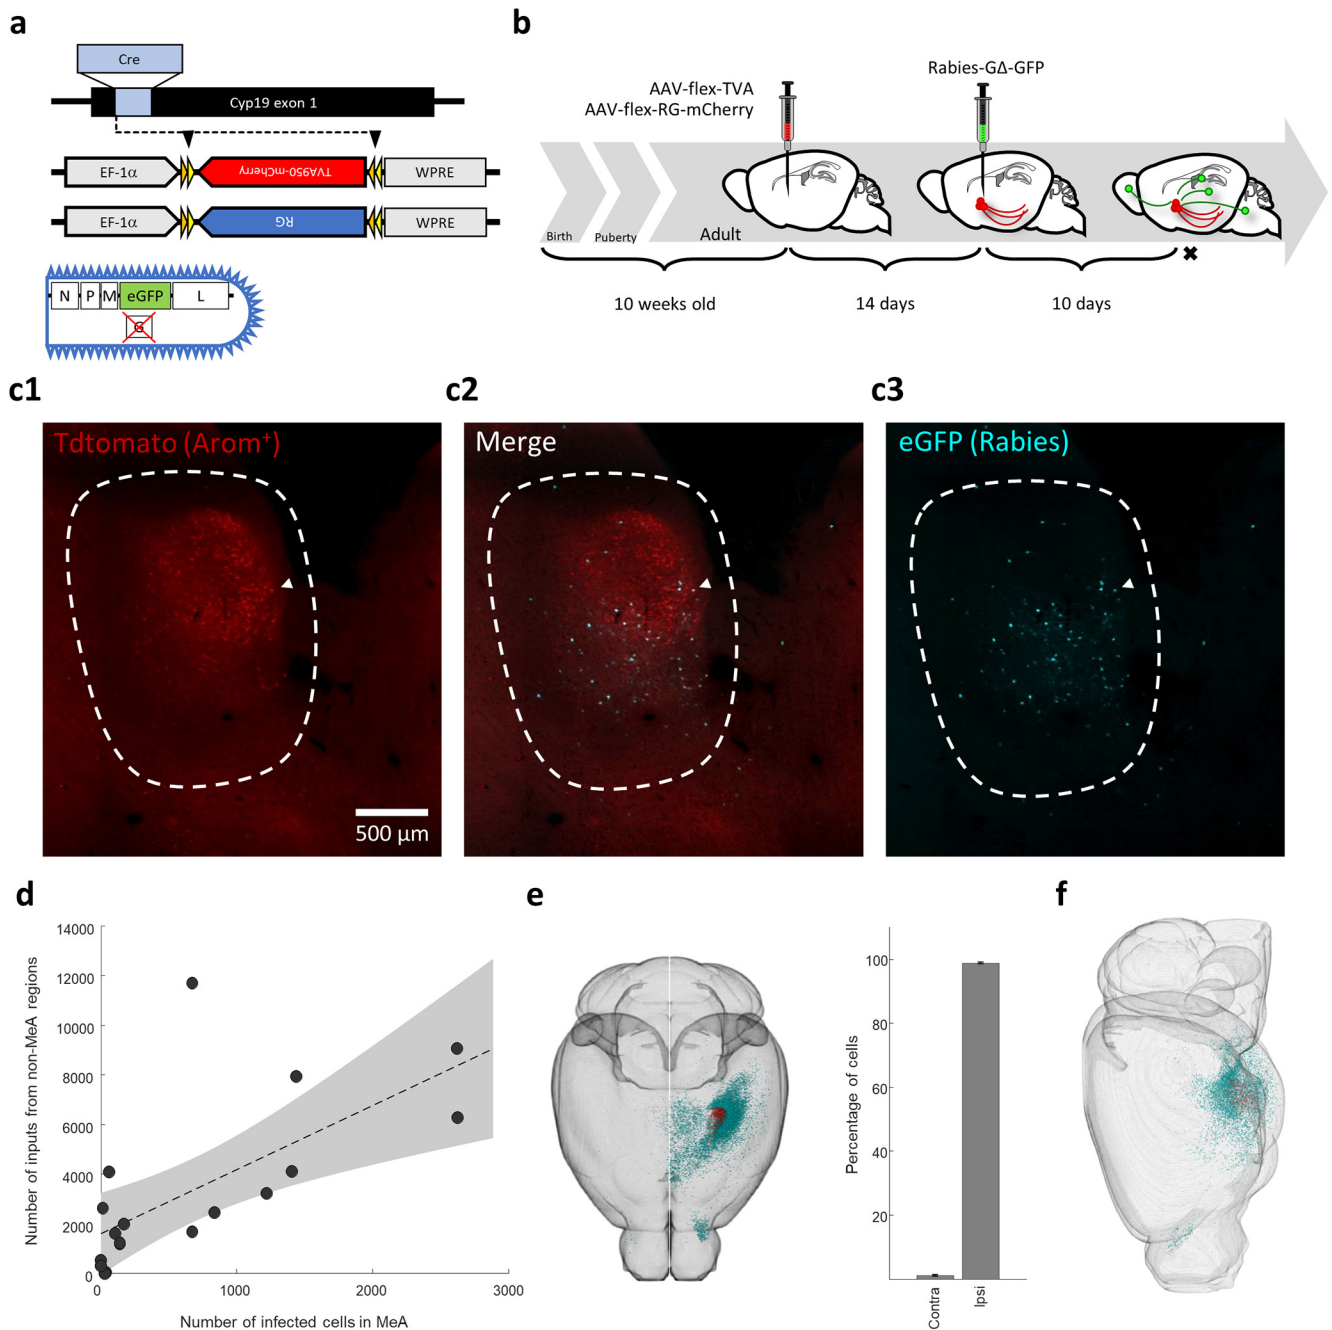 a
Cre
Cyp19 exon 1
EF-1α
TVA950-mCherry
WPRE
EF-1α
RG
WPRE
N P M eGFP L
G
b
AAV-flex-TVA
AAV-flex-RG-mCherry
Rabies-GΔ-GFP
Birth
Puberty
Adult
10 weeks old
14 days
10 days
c1
Tdtomato (Arom+)
500 µm
c2
Merge
c3
eGFP (Rabies)
d
Number of inputs from non-MeA regions
14000
12000
10000
8000
6000
4000
2000
0
0 1000 2000 3000
Number of infected cells in MeA
e
Percentage of cells
100
80
60
40
20
Contra
Ipsi
f